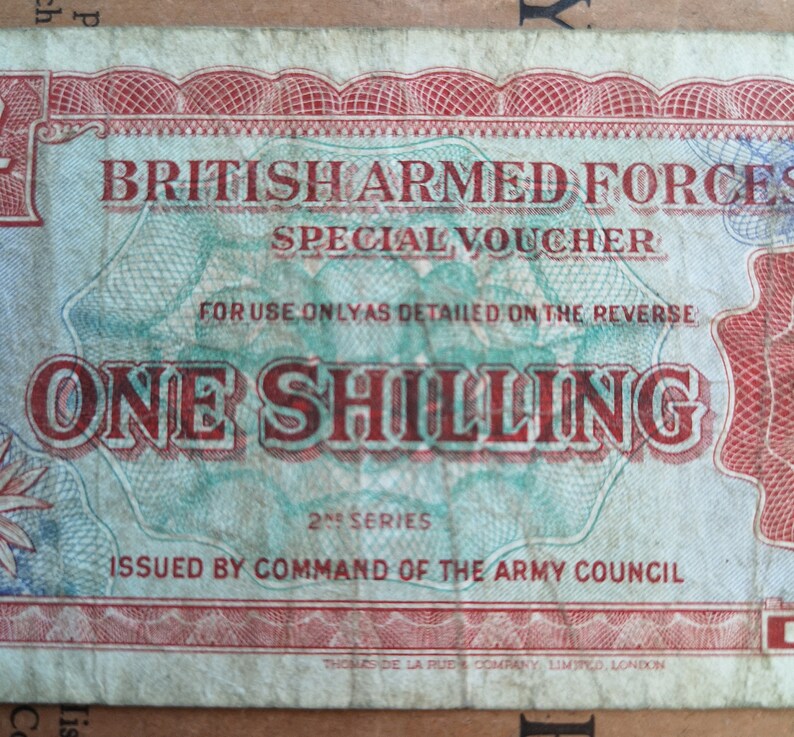 BRITISH ARMED FORCES
SPECIAL VOUCHER
FOR USE ONLY AS DETAILED ON THE REVERSE
ONE SHILLING
2ND SERIES
ISSUED BY COMMAND OF THE ARMY COUNCIL
THOMAS DE LA RUE & COMPANY, LIMITED, LONDON